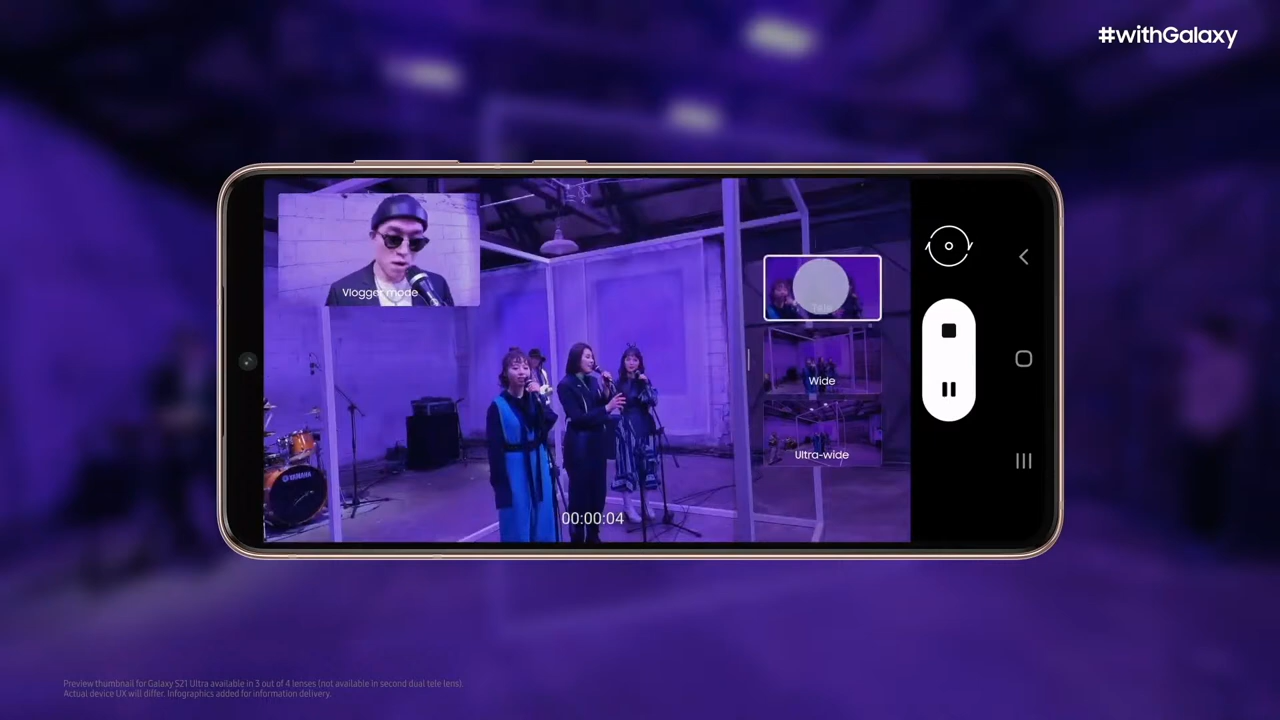 #withGalaxy
Vlogger mode
Wide
Ultra-wide
YAMAHA
00:00:04
Preview thumbnail for Galaxy S21 Ultra available in 3 out of 4 lenses (not available in second dual tele lens).
Actual device UX will differ. Infographics added for information delivery.